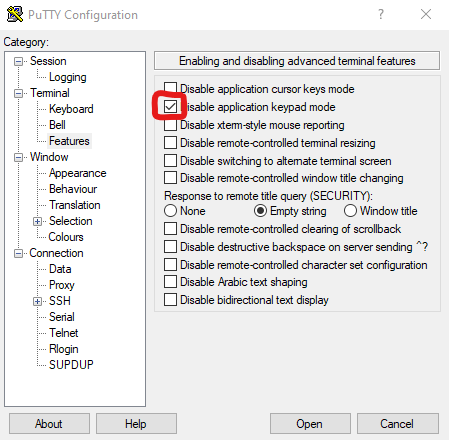 PuTTY Configuration
?
Category:
Session
Logging
Terminal
Keyboard
Bell
Features
Window
Appearance
Behaviour
Translation
Selection
Colours
Connection
Data
Proxy
SSH
Serial
Telnet
Rlogin
SUPDUP
Enabling and disabling advanced terminal features
Disable application cursor keys mode
Disable application keypad mode
Disable xterm-style mouse reporting
Disable remote-controlled terminal resizing
Disable switching to alternate terminal screen
Disable remote-controlled window title changing
Response to remote title query (SECURITY):
None Empty string Window title
Disable remote-controlled clearing of scrollback
Disable destructive backspace on server sending ^?
Disable remote-controlled character set configuration
Disable Arabic text shaping
Disable bidirectional text display
About Help Open Cancel